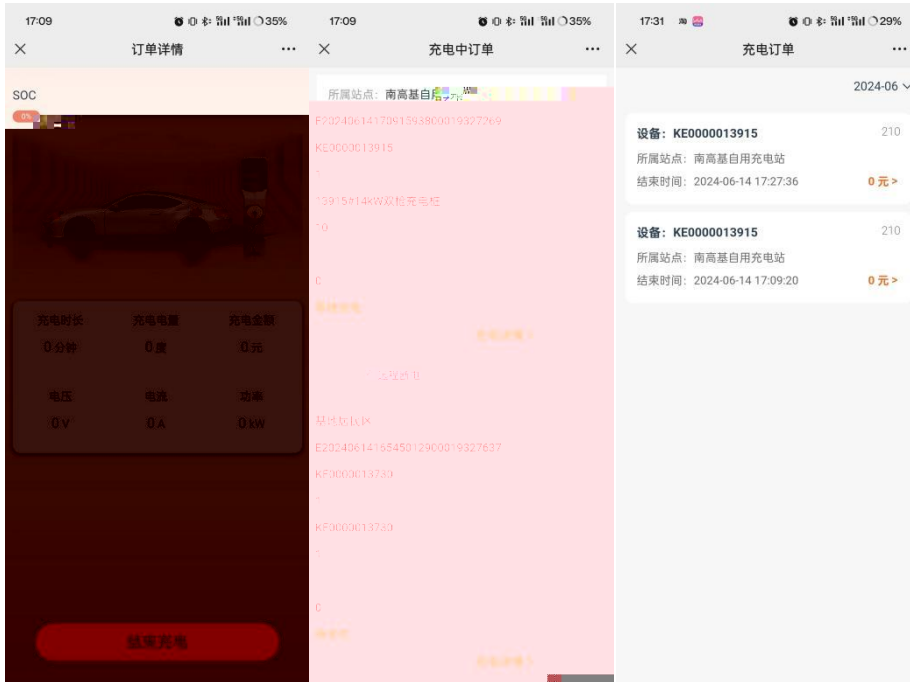 17:09
35%
订单详情
SOC
0%
充电时长 充电电量 充电金额
0分钟 0度 0元
电压 电流 功率
0V 0A 0kW
结束充电
17:09
35%
充电中订单
所属站点：南高基自用
E2024061417091593800019327269
KE0000013915
13915#14kW双枪充电桩
10
0
充电详情
远程放电
E2024061416545012900019327637
KE0000013730
KE0000013730
0
充电详情
17:31
29%
充电订单
2024-06
设备：KE0000013915 210
所属站点：南高基自用充电站
结束时间：2024-06-14 17:27:36 0元>
设备：KE0000013915 210
所属站点：南高基自用充电站
结束时间：2024-06-14 17:09:20 0元>